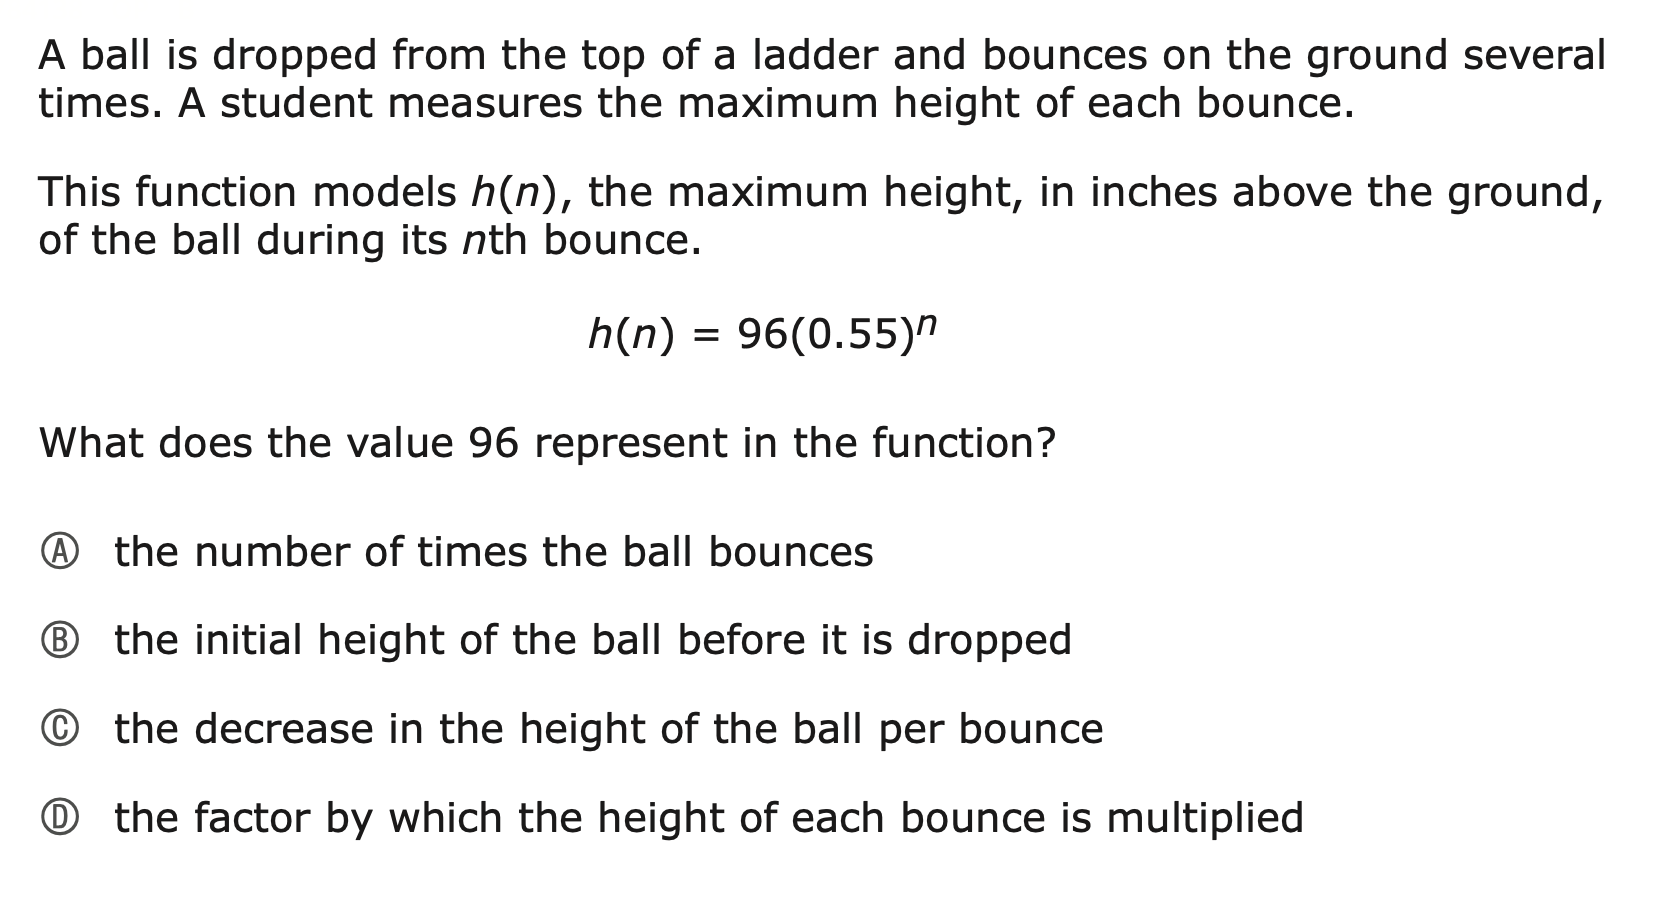 A ball is dropped from the top of a ladder and bounces on the ground several
times. A student measures the maximum height of each bounce.
This function models h(n), the maximum height, in inches above the ground,
of the ball during its nth bounce.
h(n) = 96(0.55)ⁿ
What does the value 96 represent in the function?
Ⓐ the number of times the ball bounces
Ⓑ the initial height of the ball before it is dropped
Ⓒ the decrease in the height of the ball per bounce
Ⓓ the factor by which the height of each bounce is multiplied